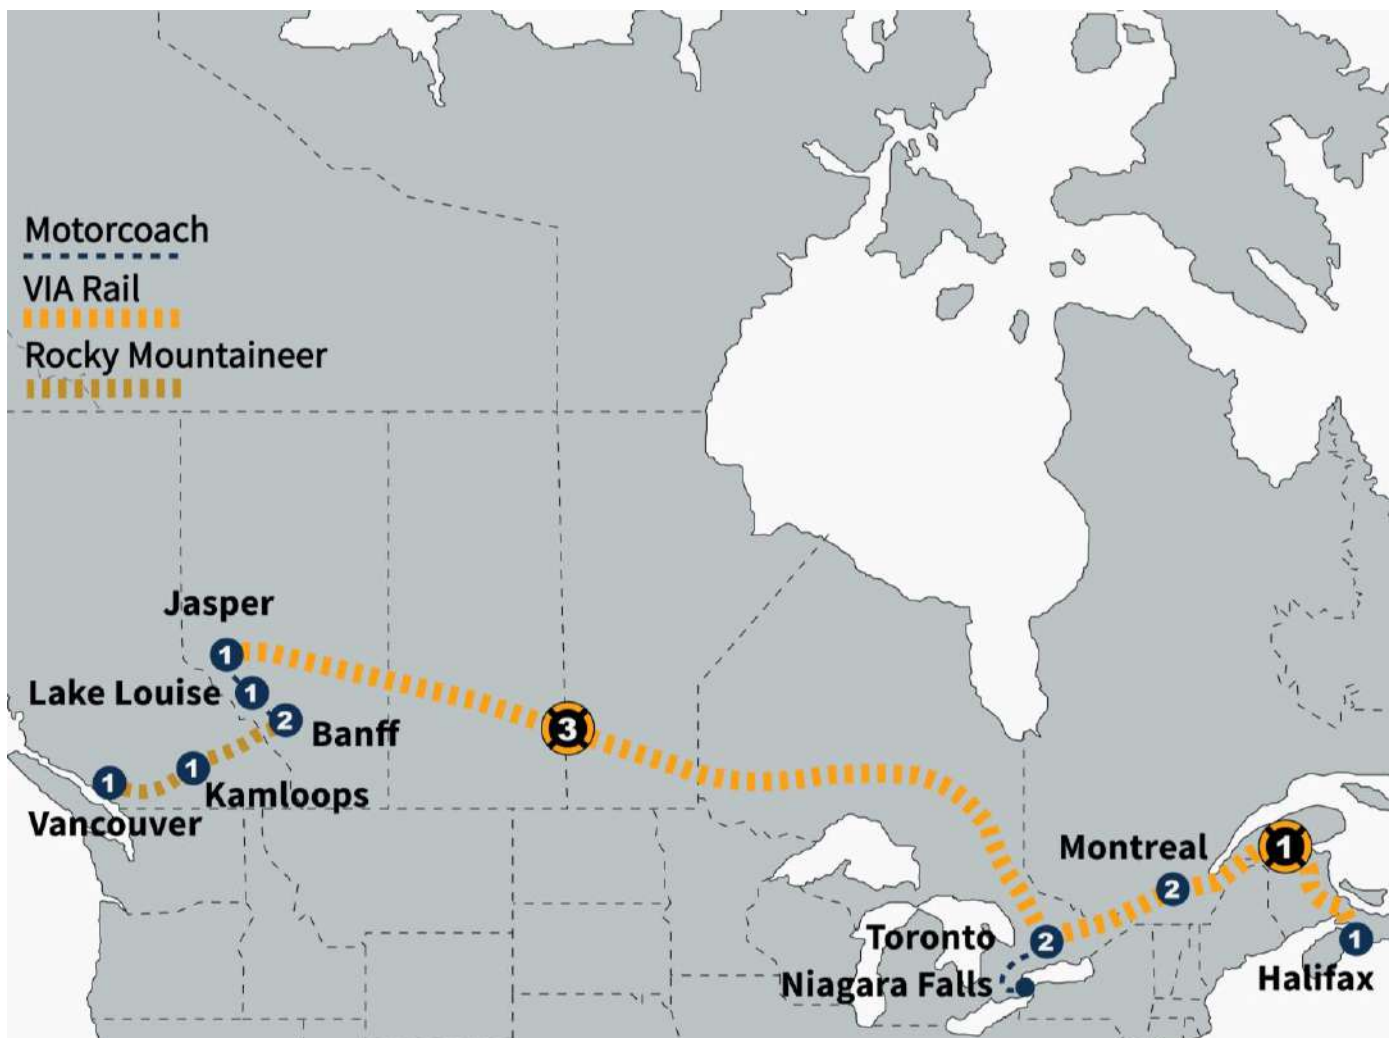 Motorcoach
VIA Rail
Rocky Mountaineer
Jasper
1
Lake Louise 1
2 Banff
3
1
1
Kamloops
Vancouver
Montreal
1
2
Toronto 2
1
Niagara Falls
Halifax